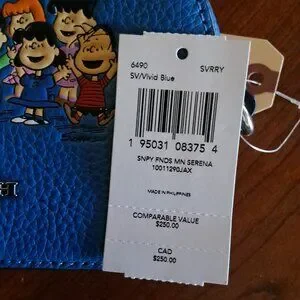 6490 SVRRY
SV/Vivid Blue
1 95031 08375 4
SNPY FNDS MN SERENA
10011290JAX
MADE IN PHILIPPINES
COMPARABLE VALUE
$250.00
CAD
$250.00